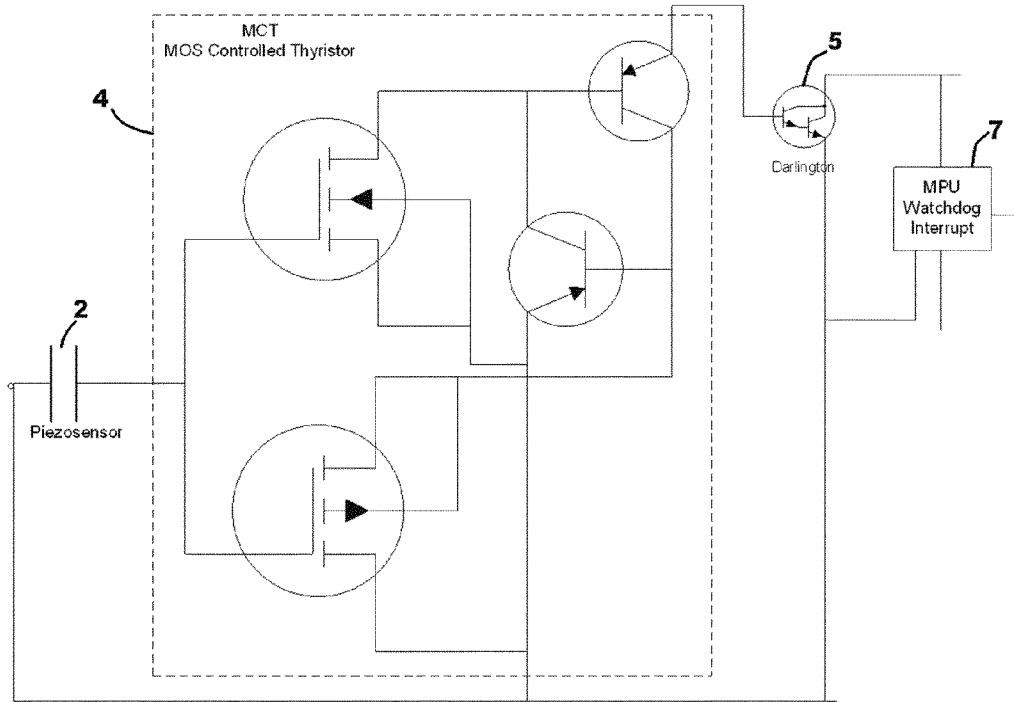 MCT
MOS Controlled Thyristor
4
5
Darlington
7
MPU
Watchdog
Interrupt
2
Piezosensor